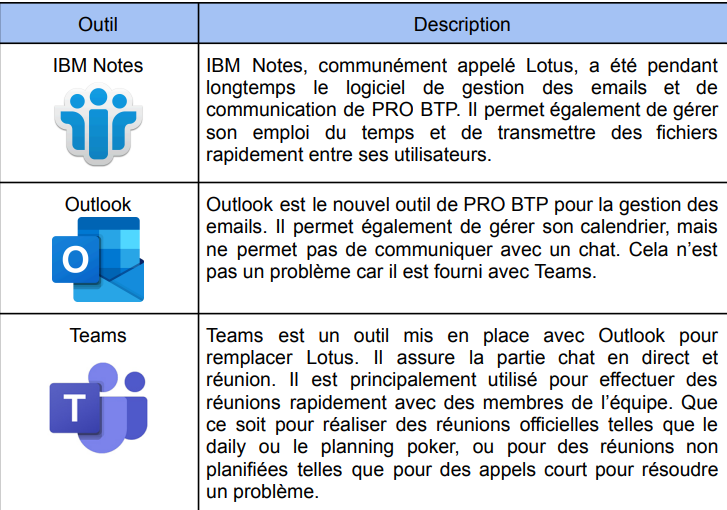 Outil
Description
IBM Notes
IBM Notes, communément appelé Lotus, a été pendant
longtemps le logiciel de gestion des emails et de
communication de PRO BTP. Il permet également de gérer
son emploi du temps et de transmettre des fichiers
rapidement entre ses utilisateurs.
Outlook
O
Outlook est le nouvel outil de PRO BTP pour la gestion des
emails. Il permet également de gérer son calendrier, mais
ne permet pas de communiquer avec un chat. Cela n’est
pas un problème car il est fourni avec Teams.
Teams
T
Teams est un outil mis en place avec Outlook pour
remplacer Lotus. Il assure la partie chat en direct et
réunion. Il est principalement utilisé pour effectuer des
réunions rapidement avec des membres de l’équipe. Que
ce soit pour réaliser des réunions officielles telles que le
daily ou le planning poker, ou pour des réunions non
planifiées telles que pour des appels court pour résoudre
un problème.